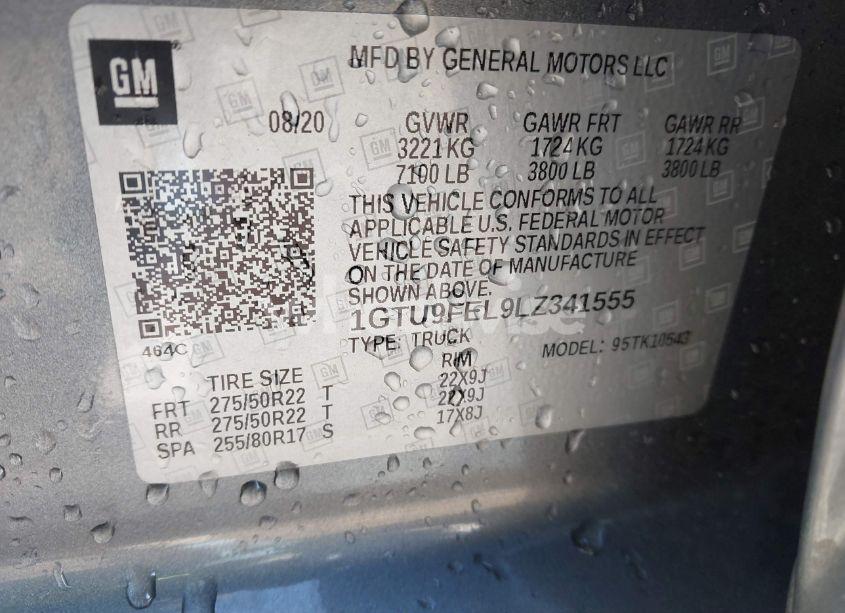 GM
MFD BY GENERAL MOTORS LLC
08/20 GVWR GAWR FRT GAWR RR
3221 KG 1724 KG 1724 KG
7100 LB 3800 LB 3800 LB
THIS VEHICLE CONFORMS TO ALL
APPLICABLE U.S. FEDERAL MOTOR
VEHICLE SAFETY STANDARDS IN EFFECT
ON THE DATE OF MANUFACTURE
SHOWN ABOVE.
1GTU9FEL9LZ341555
TYPE: TRUCK MODEL: 95TK10543
464C
TIRE SIZE RIM
FRT 275/50R22 T 22X9J
RR 275/50R22 T 22X9J
SPA 255/80R17 S 17X8J